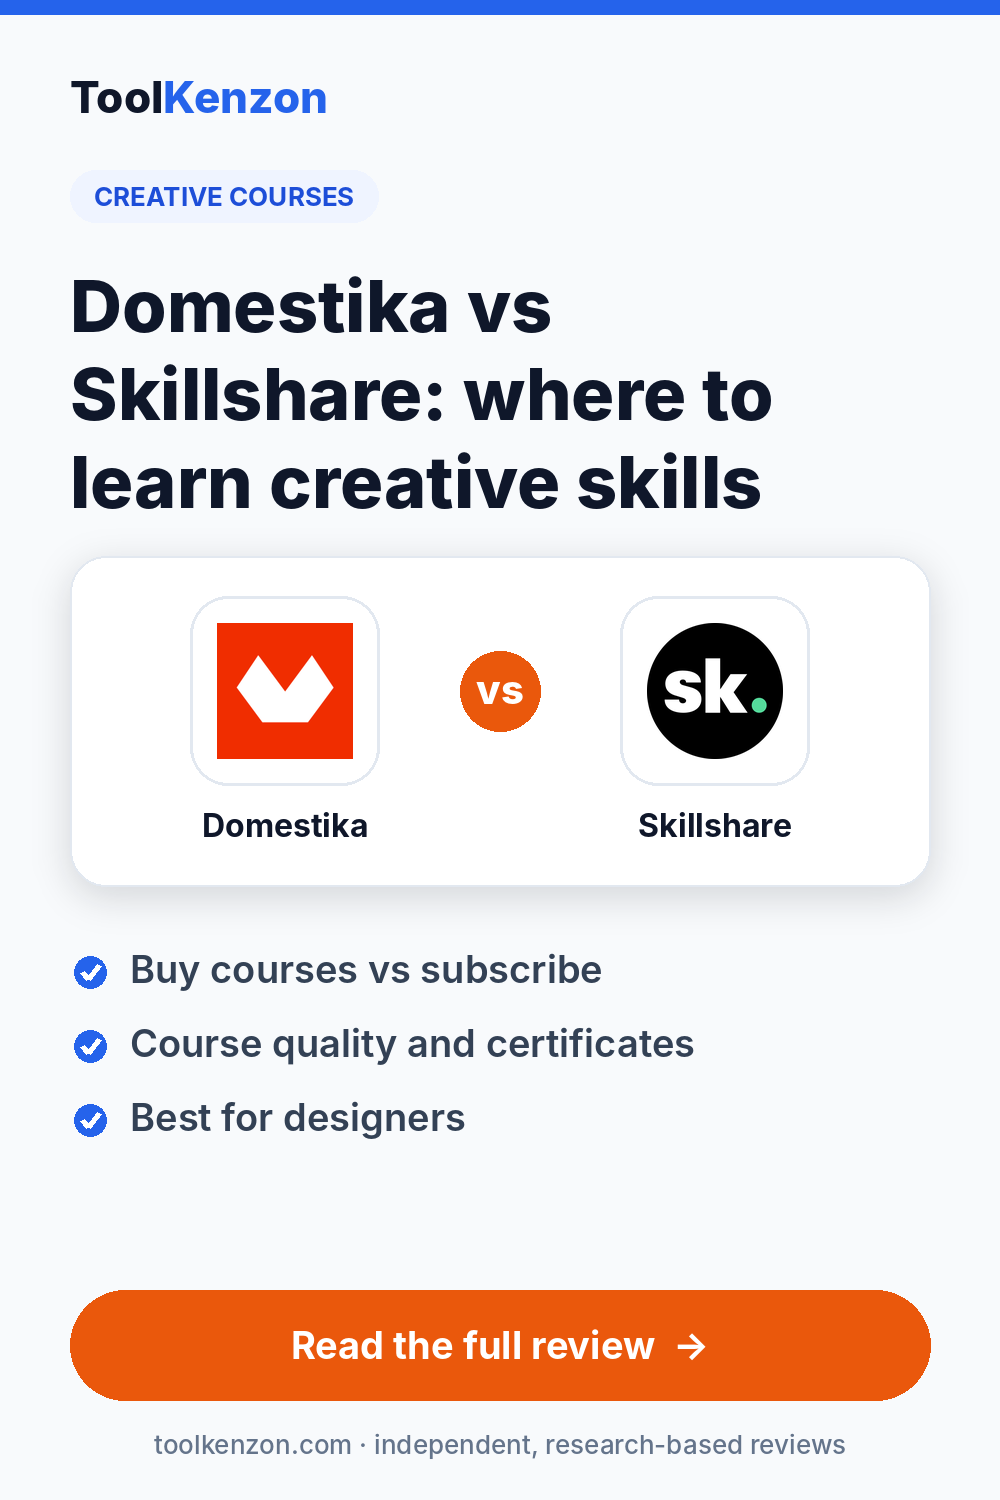 ToolKenzon
CREATIVE COURSES
Domestika vs
Skillshare: where to
learn creative skills
vs
sk.
Domestika
Skillshare
Buy courses vs subscribe
Course quality and certificates
Best for designers
Read the full review →
toolkenzon.com · independent, research-based reviews